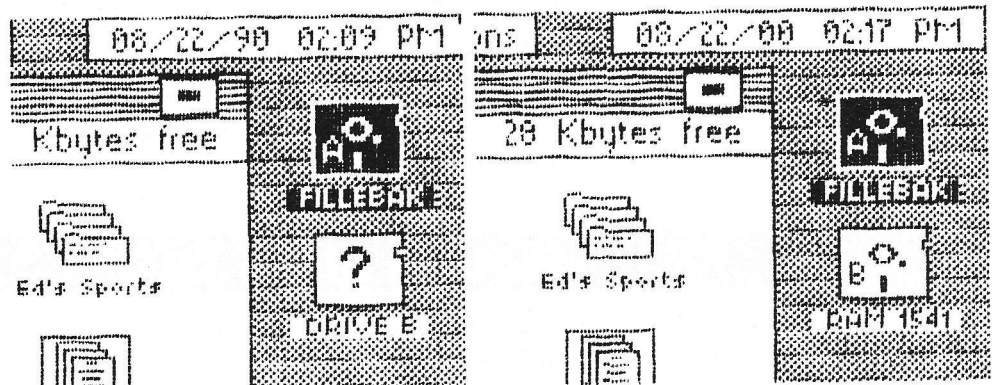 08/22/90 02:09 PM
Kbytes free
A
FILLEBAK
Ed's Sports
?
DRIVE B
ons
08/22/00 02:17 PM
28 Kbytes free
A
FILLEBAK
Ed's Sports
B
RAM 1541